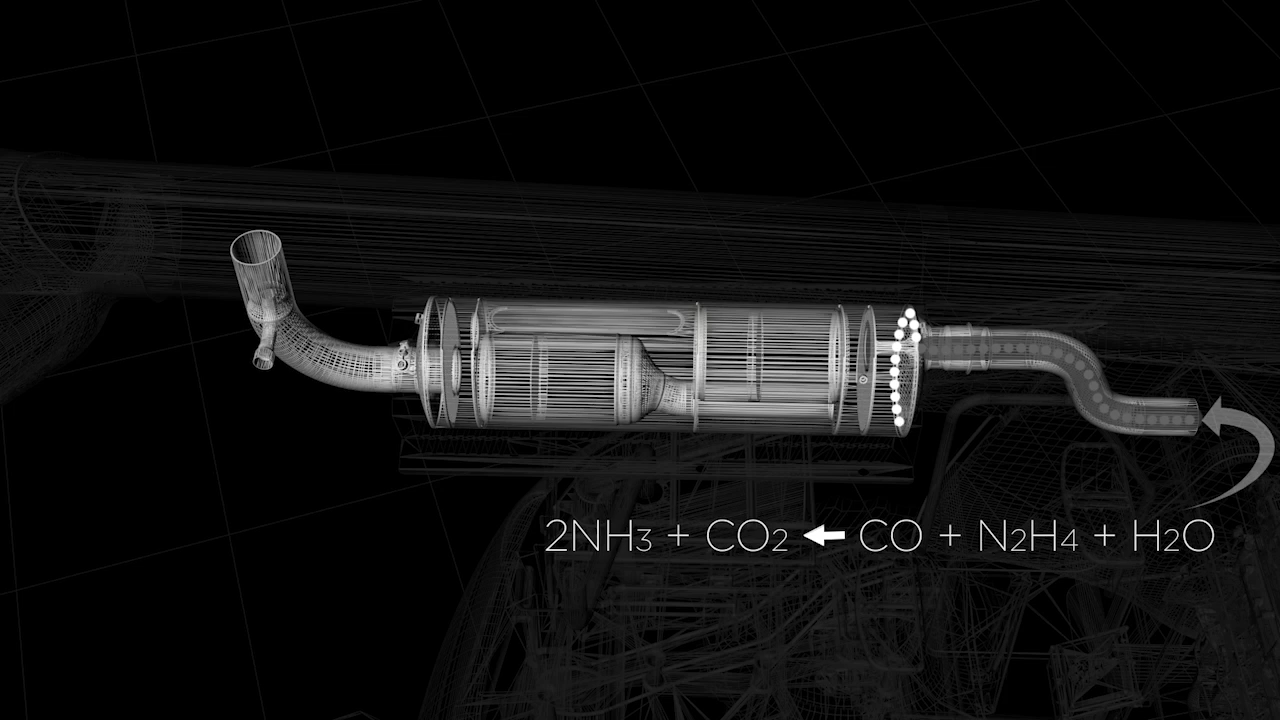 2NH3 + CO2 ← CO + N2H4 + H2O